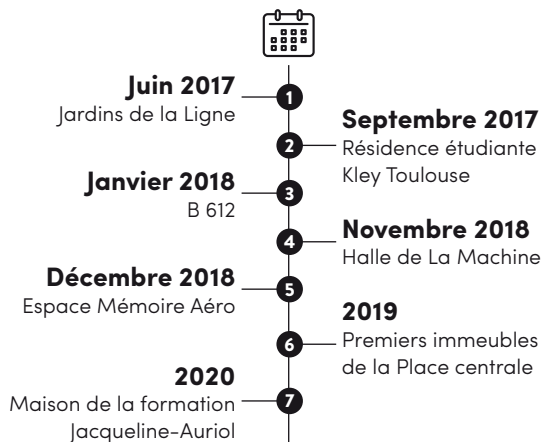 Juin 2017
Jardins de la Ligne
1
Septembre 2017
Résidence étudiante
Kley Toulouse
2
Janvier 2018
B 612
3
Novembre 2018
Halle de La Machine
4
Décembre 2018
Espace Mémoire Aéro
5
2019
Premiers immeubles
de la Place centrale
6
2020
Maison de la formation
Jacqueline-Auriol
7